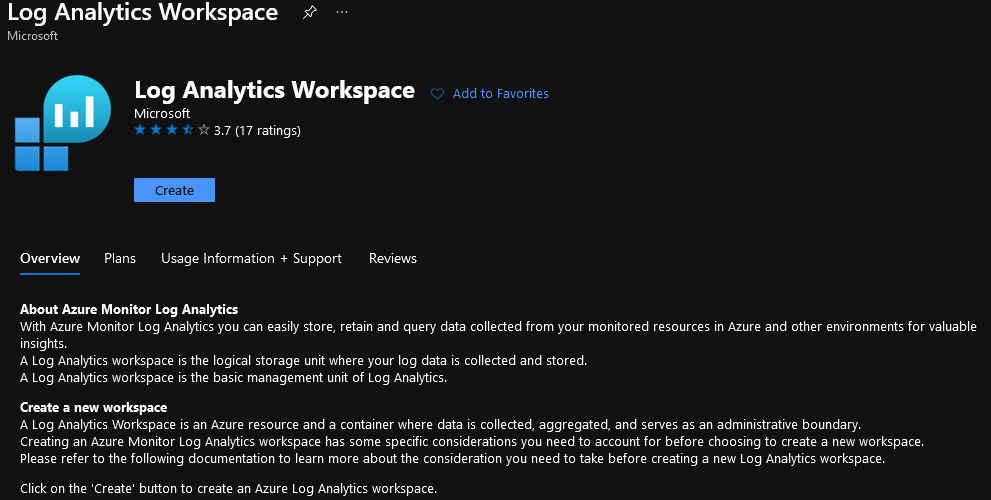 Log Analytics Workspace
Microsoft
Log Analytics Workspace
Add to Favorites
Microsoft
3.7 (17 ratings)
Create
Overview
Plans
Usage Information + Support
Reviews
About Azure Monitor Log Analytics
With Azure Monitor Log Analytics you can easily store, retain and query data collected from your monitored resources in Azure and other environments for valuable
insights.
A Log Analytics workspace is the logical storage unit where your log data is collected and stored.
A Log Analytics workspace is the basic management unit of Log Analytics.
Create a new workspace
A Log Analytics Workspace is an Azure resource and a container where data is collected, aggregated, and serves as an administrative boundary.
Creating an Azure Monitor Log Analytics workspace has some specific considerations you need to account for before choosing to create a new workspace.
Please refer to the following documentation to learn more about the consideration you need to take before creating a new Log Analytics workspace.
Click on the 'Create' button to create an Azure Log Analytics workspace.